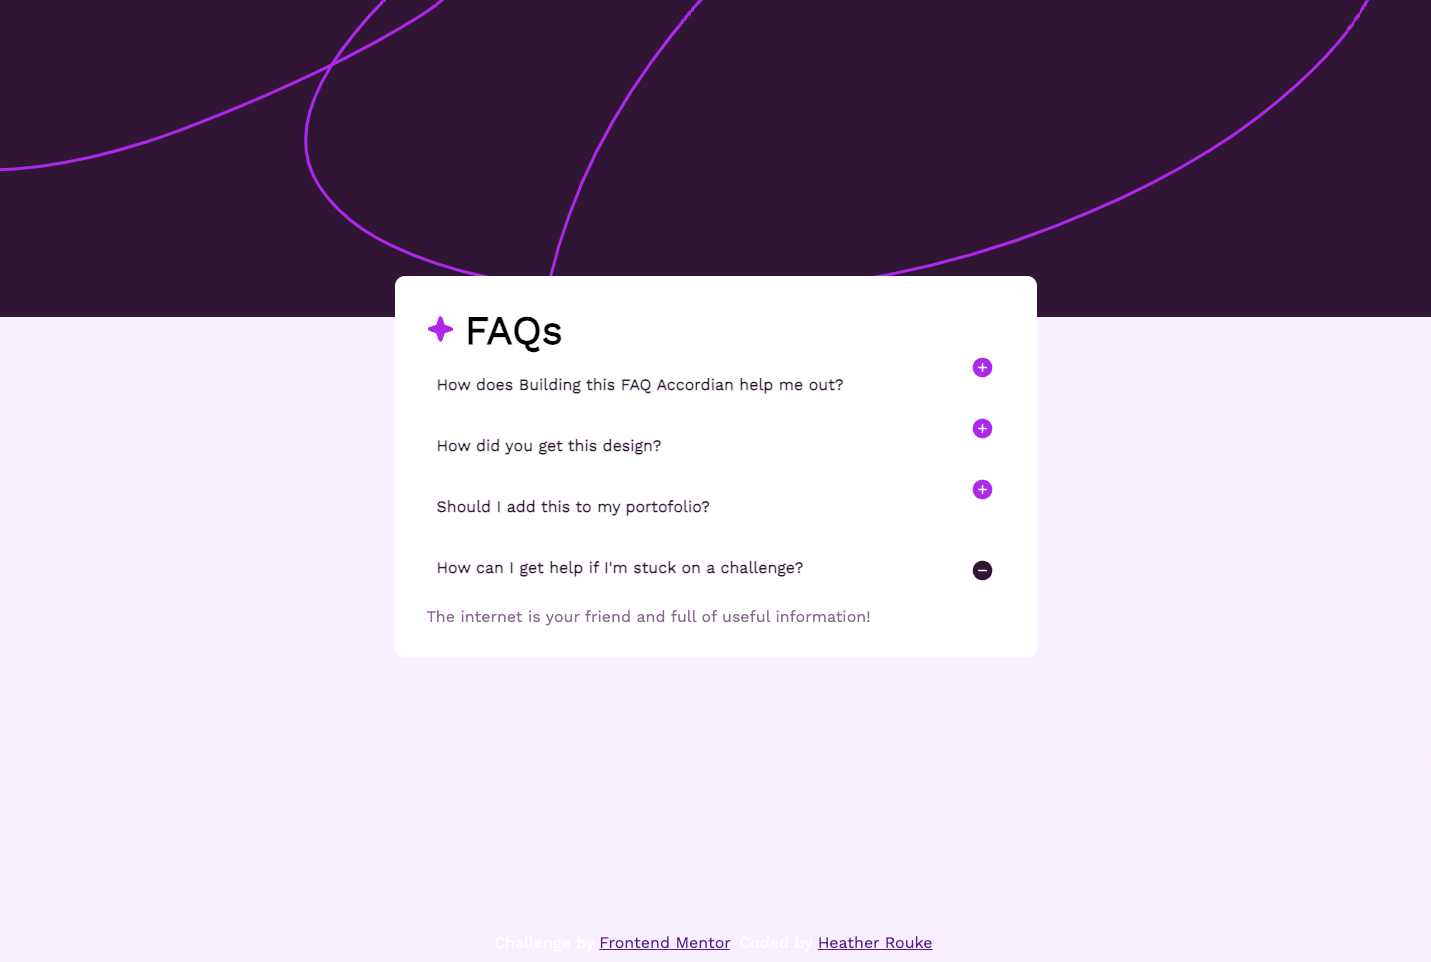 FAQs
How does Building this FAQ Accordian help me out?
How did you get this design?
Should I add this to my portofolio?
How can I get help if I'm stuck on a challenge?
The internet is your friend and full of useful information!
Challenge by Frontend Mentor Coded by Heather Rouke